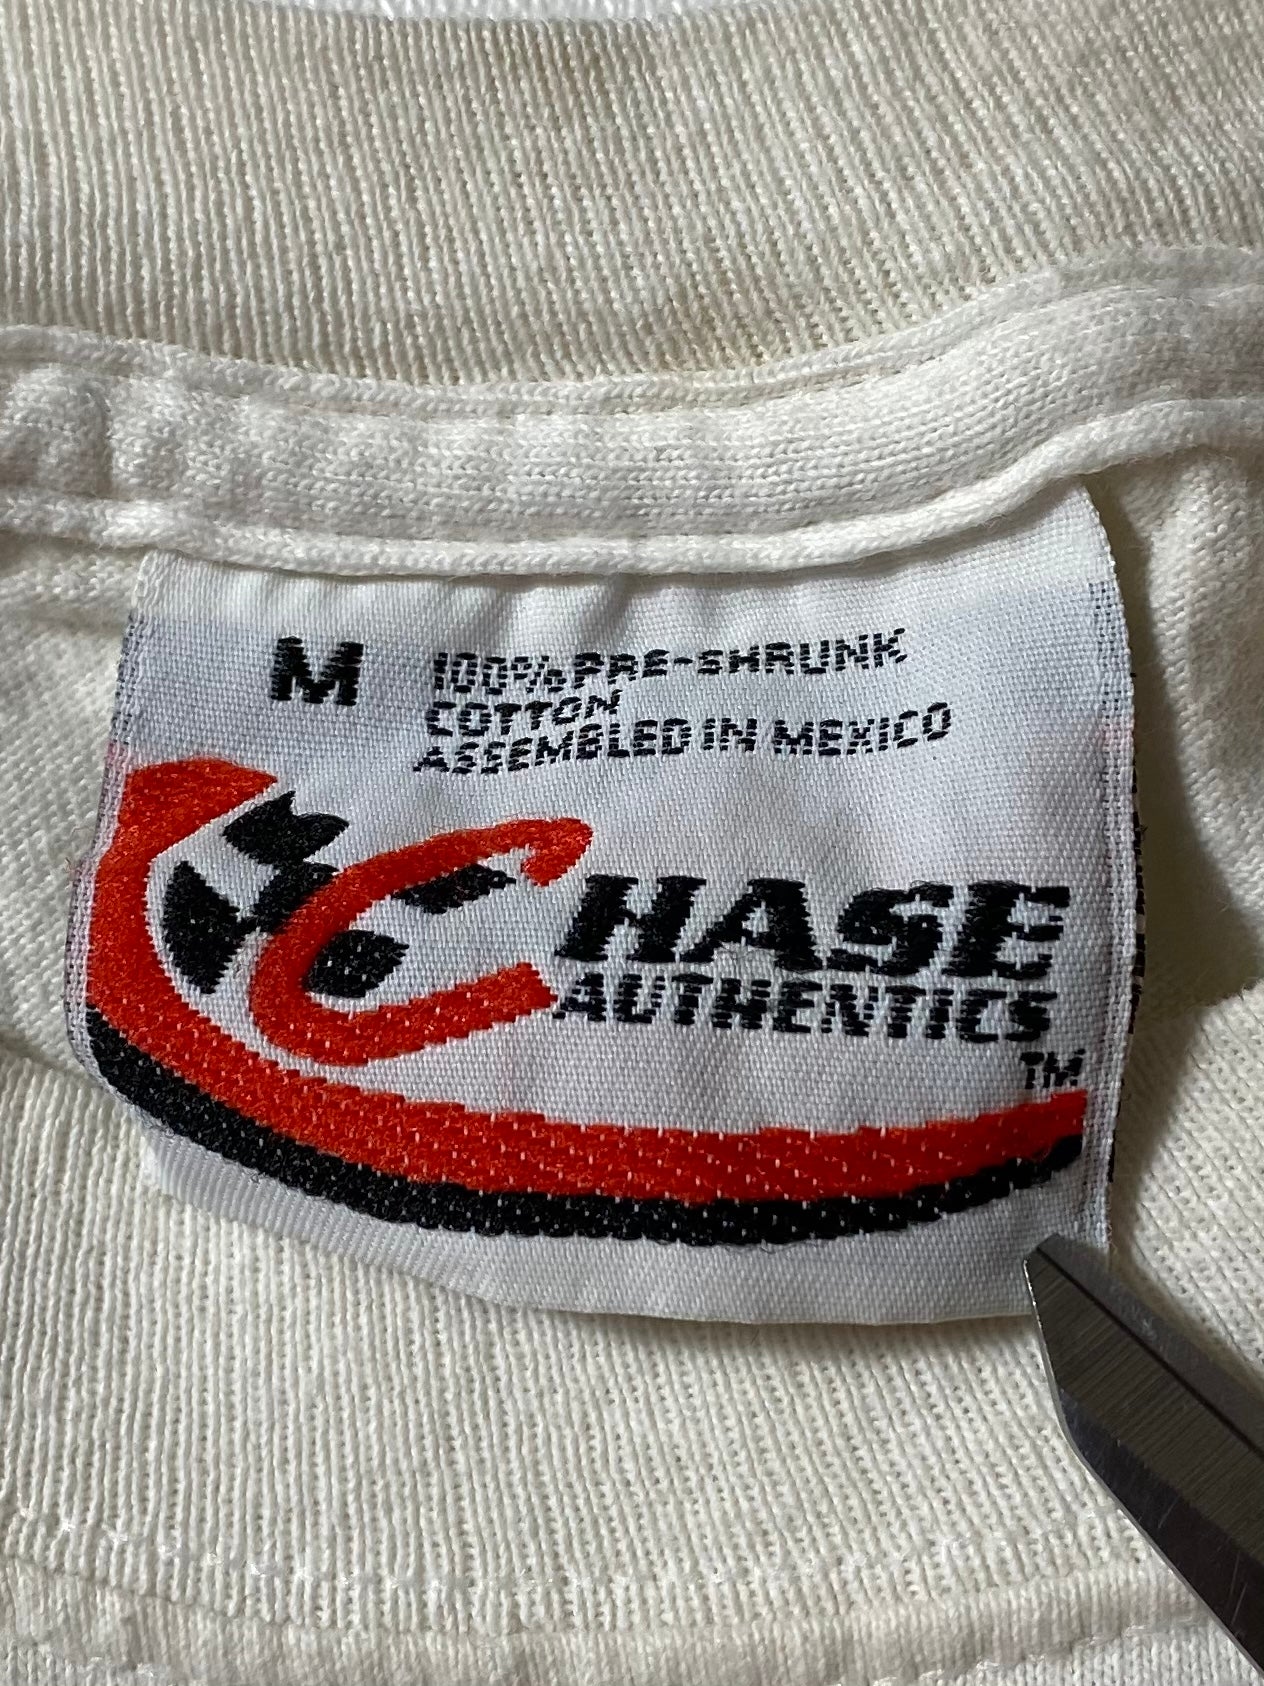 M
100% PRE-SHRUNK
COTTON
ASSEMBLED IN MEXICO
CHASE
AUTHENTICS
TM